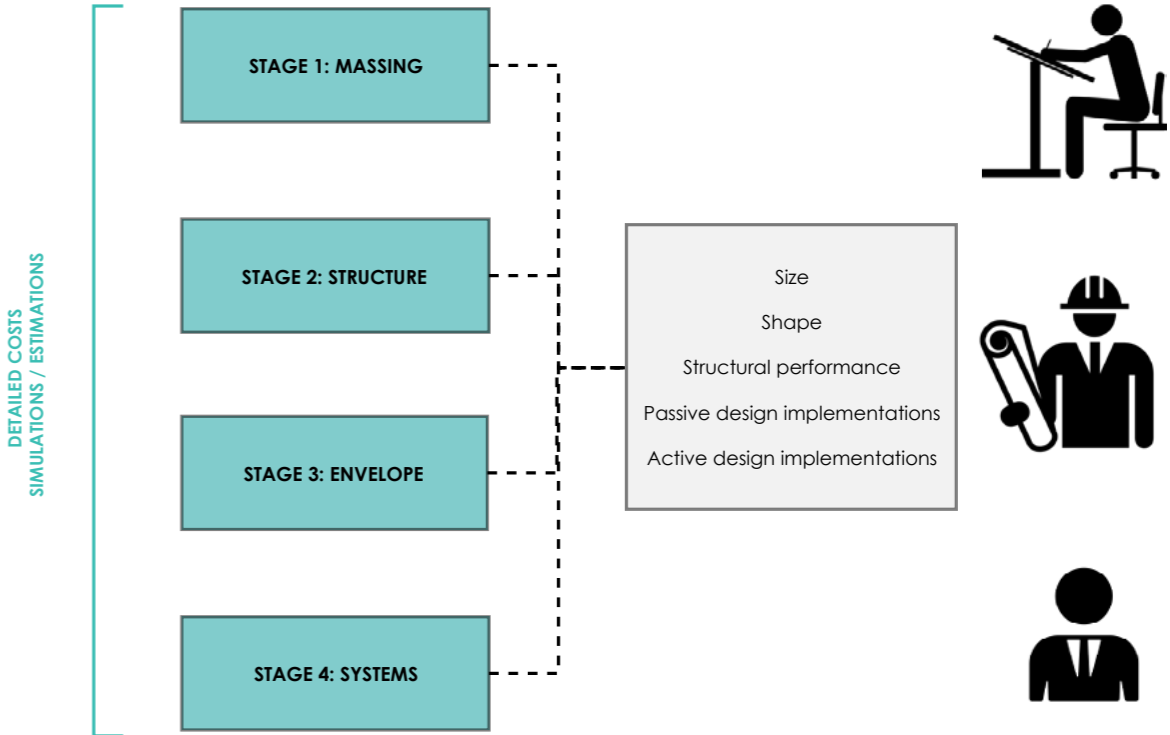 DETAILED COSTS
SIMULATIONS / ESTIMATIONS
STAGE 1: MASSING
STAGE 2: STRUCTURE
STAGE 3: ENVELOPE
STAGE 4: SYSTEMS
Size
Shape
Structural performance
Passive design implementations
Active design implementations